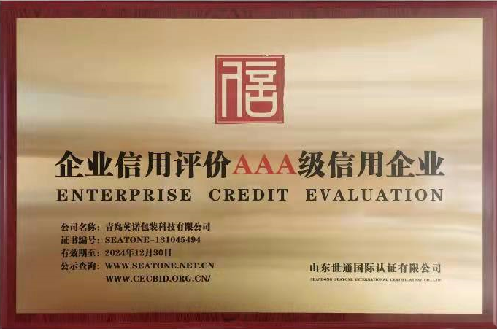 信
企业信用评价AAA级信用企业
ENTERPRISE CREDIT EVALUATION
公司名称：青岛英诺包装科技有限公司
证书编号：SEATONE-131045494
有效期至：2024年12月30日
公示查询：WWW.SEATONE.NET.CN
WWW.CECBID.ORG.CN/
山东世通国际认证有限公司